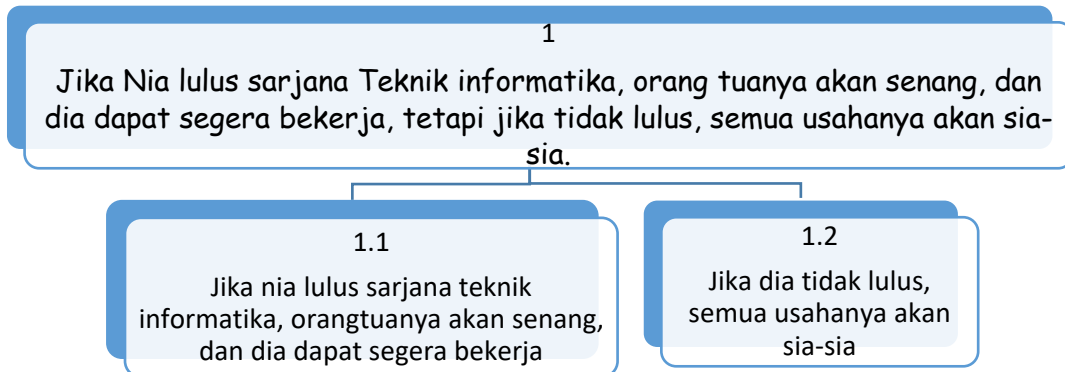 1
Jika Nia lulus sarjana Teknik informatika, orang tuanya akan senang, dan
dia dapat segera bekerja, tetapi jika tidak lulus, semua usahanya akan sia-
sia.
1.1
Jika nia lulus sarjana teknik
informatika, orangtuanya akan senang,
dan dia dapat segera bekerja
1.2
Jika dia tidak lulus,
semua usahanya akan
sia-sia